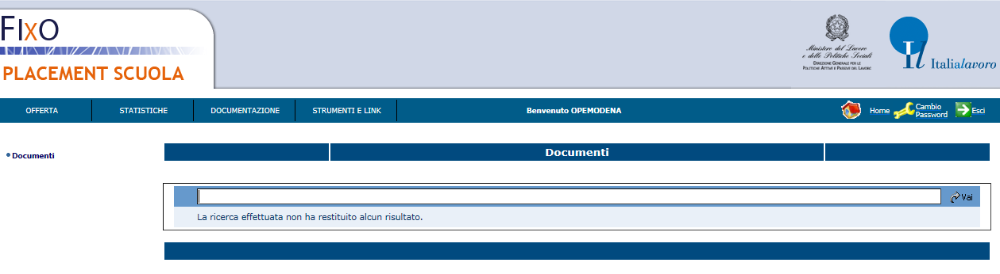 FIxO
PLACEMENT SCUOLA
Ministero del Lavoro
e delle Politiche Sociali
DIREZIONE GENERALE PER LE
POLITICHE ATTIVE E PASSIVE DEL LAVORO
Il Italialavoro
OFFERTA STATISTICHE DOCUMENTAZIONE STRUMENTI E LINK Benvenuto OPEMODENA Home Cambio Password Esci
Documenti
Documenti
Vai
La ricerca effettuata non ha restituito alcun risultato.